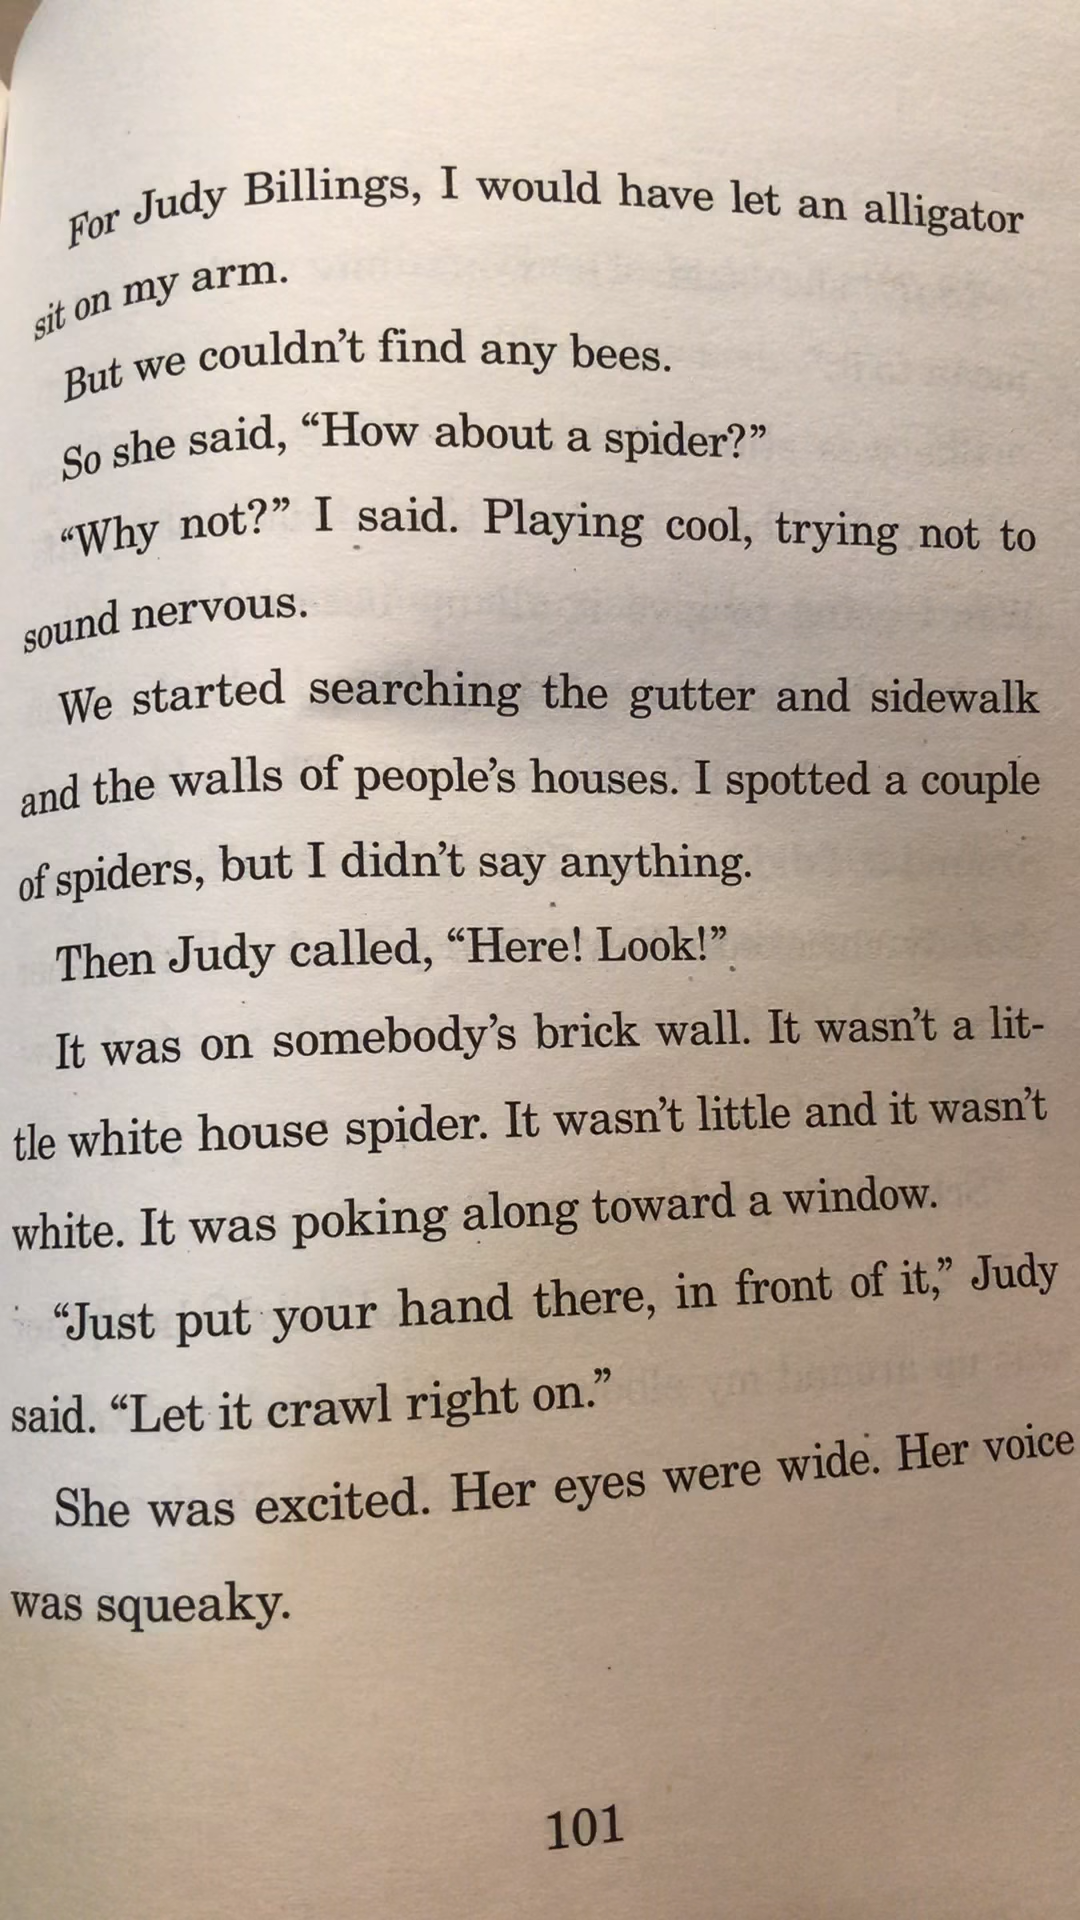 For Judy Billings, I would have let an alligator
sit on my arm.
But we couldn’t find any bees.
So she said, “How about a spider?”
“Why not?” I said. Playing cool, trying not to
sound nervous.
We started searching the gutter and sidewalk
and the walls of people’s houses. I spotted a couple
of spiders, but I didn’t say anything.
Then Judy called, “Here! Look!”
It was on somebody’s brick wall. It wasn’t a lit-
tle white house spider. It wasn’t little and it wasn’t
white. It was poking along toward a window.
“Just put your hand there, in front of it,” Judy
said. “Let it crawl right on.”
She was excited. Her eyes were wide. Her voice
was squeaky.
101